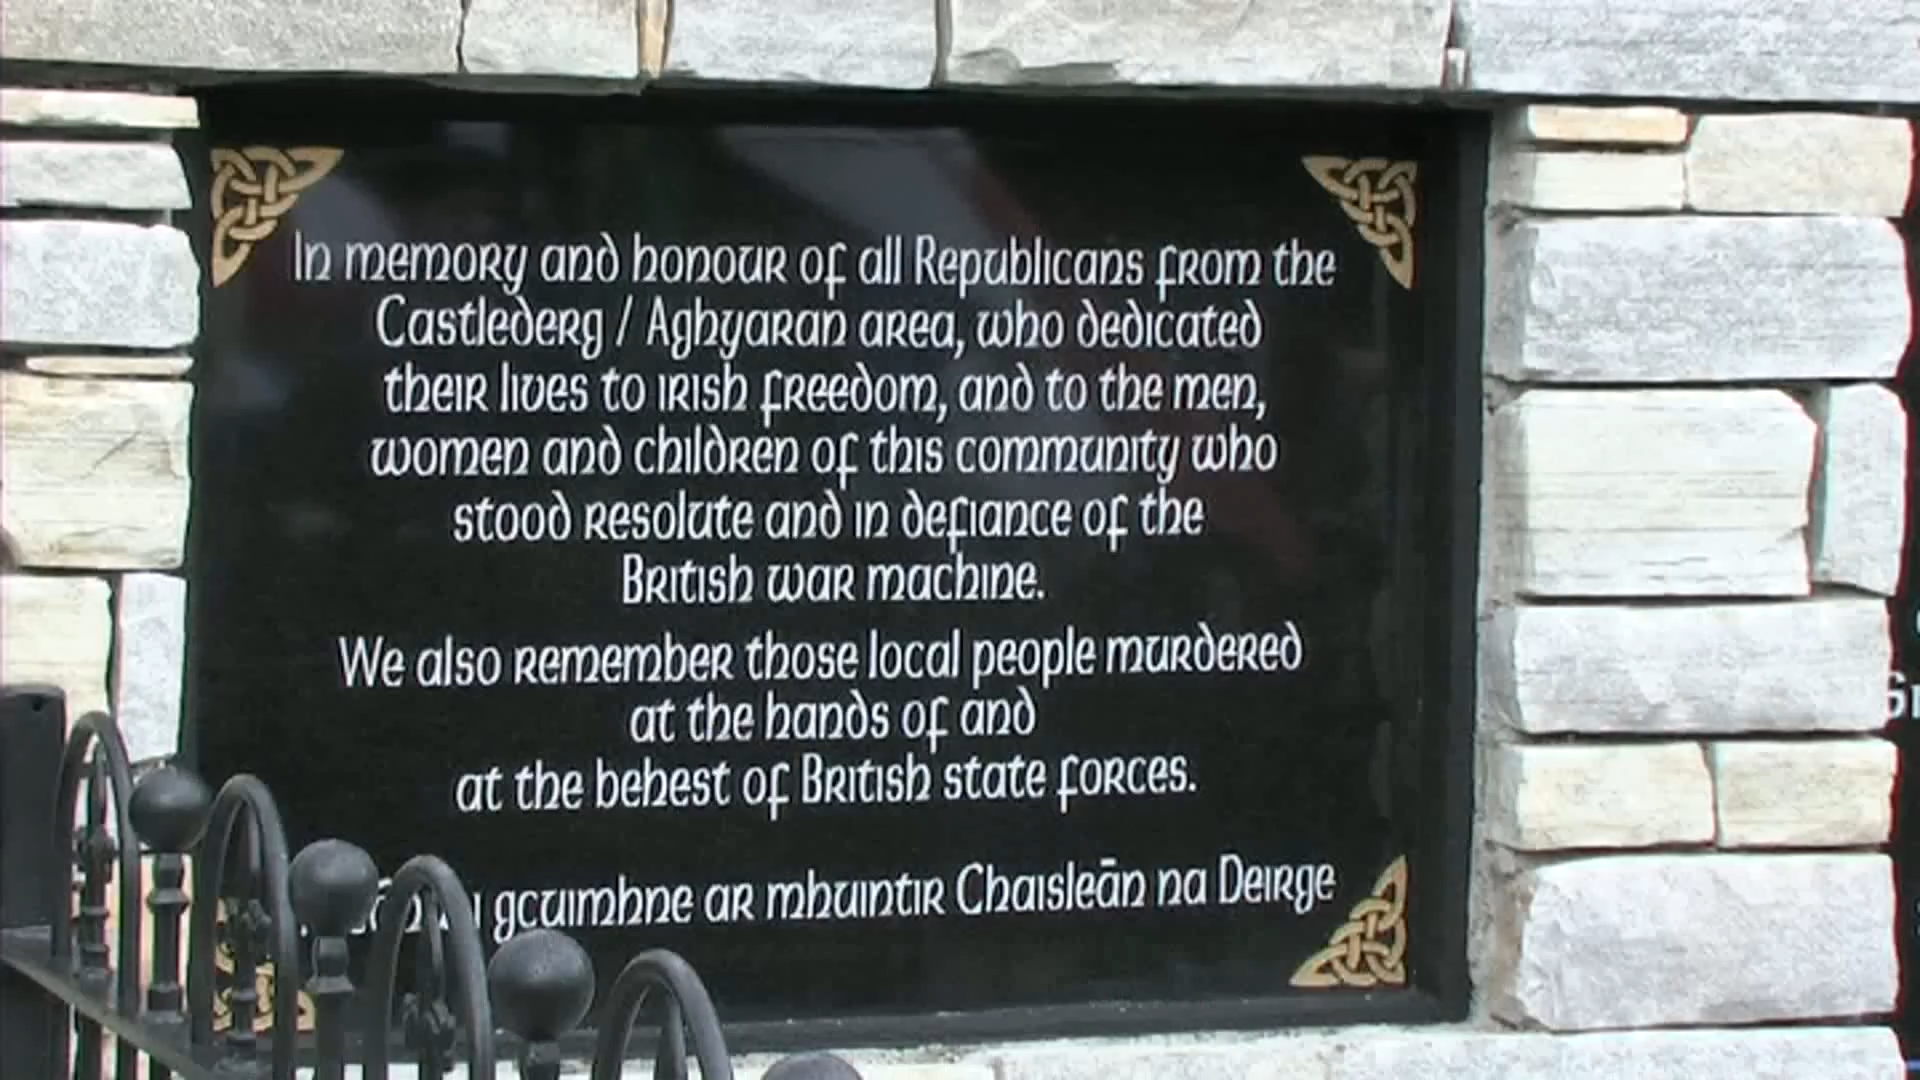 In memory and honour of all Republicans from the
Castlederg / Aghyaran area, who dedicated
their lives to irish freedom, and to the men,
women and children of this community who
stood resolute and in defiance of the
British war machine.
We also remember those local people murdered
at the hands of and
at the behest of British state forces.
gcuimhne ar mhuintir Chaisleān na Deirge